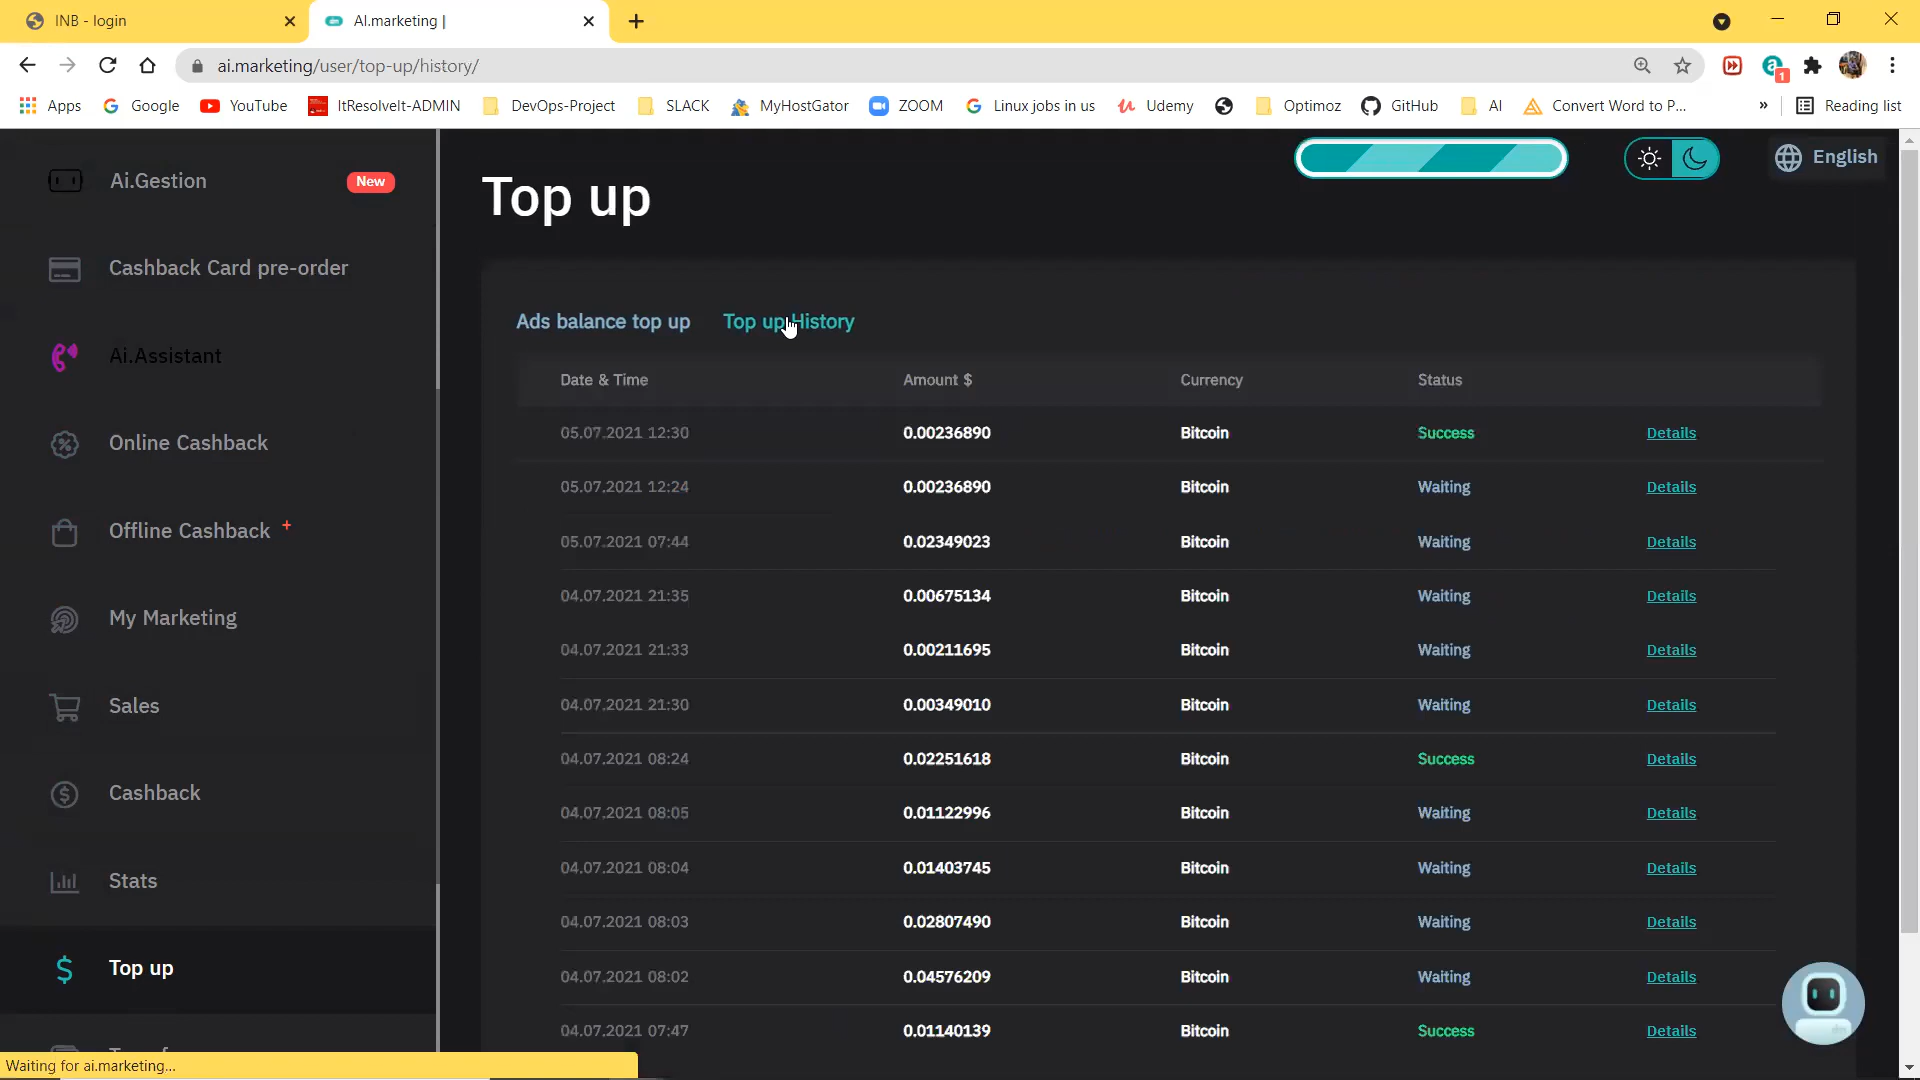 INB - login
AI.marketing |
ai.marketing/user/top-up/history/
1
Apps
Google
YouTube
ItResolveIt-ADMIN
DevOps-Project
SLACK
MyHostGator
ZOOM
Linux jobs in us
Udemy
Optimoz
GitHub
AI
Convert Word to P...
»
Reading list
Ai.Gestion
New
Cashback Card pre-order
Ai.Assistant
Online Cashback
Offline Cashback +
My Marketing
Sales
Cashback
Stats
Top up
English
Top up
Ads balance top up
Top up History
Date & Time Amount $ Currency Status
05.07.2021 12:30 0.00236890 Bitcoin Success Details
05.07.2021 12:24 0.00236890 Bitcoin Waiting Details
05.07.2021 07:44 0.02349023 Bitcoin Waiting Details
04.07.2021 21:35 0.00675134 Bitcoin Waiting Details
04.07.2021 21:33 0.00211695 Bitcoin Waiting Details
04.07.2021 21:30 0.00349010 Bitcoin Waiting Details
04.07.2021 08:24 0.02251618 Bitcoin Success Details
04.07.2021 08:05 0.01122996 Bitcoin Waiting Details
04.07.2021 08:04 0.01403745 Bitcoin Waiting Details
04.07.2021 08:03 0.02807490 Bitcoin Waiting Details
04.07.2021 08:02 0.04576209 Bitcoin Waiting Details
04.07.2021 07:47 0.01140139 Bitcoin Success Details
Waiting for ai.marketing...